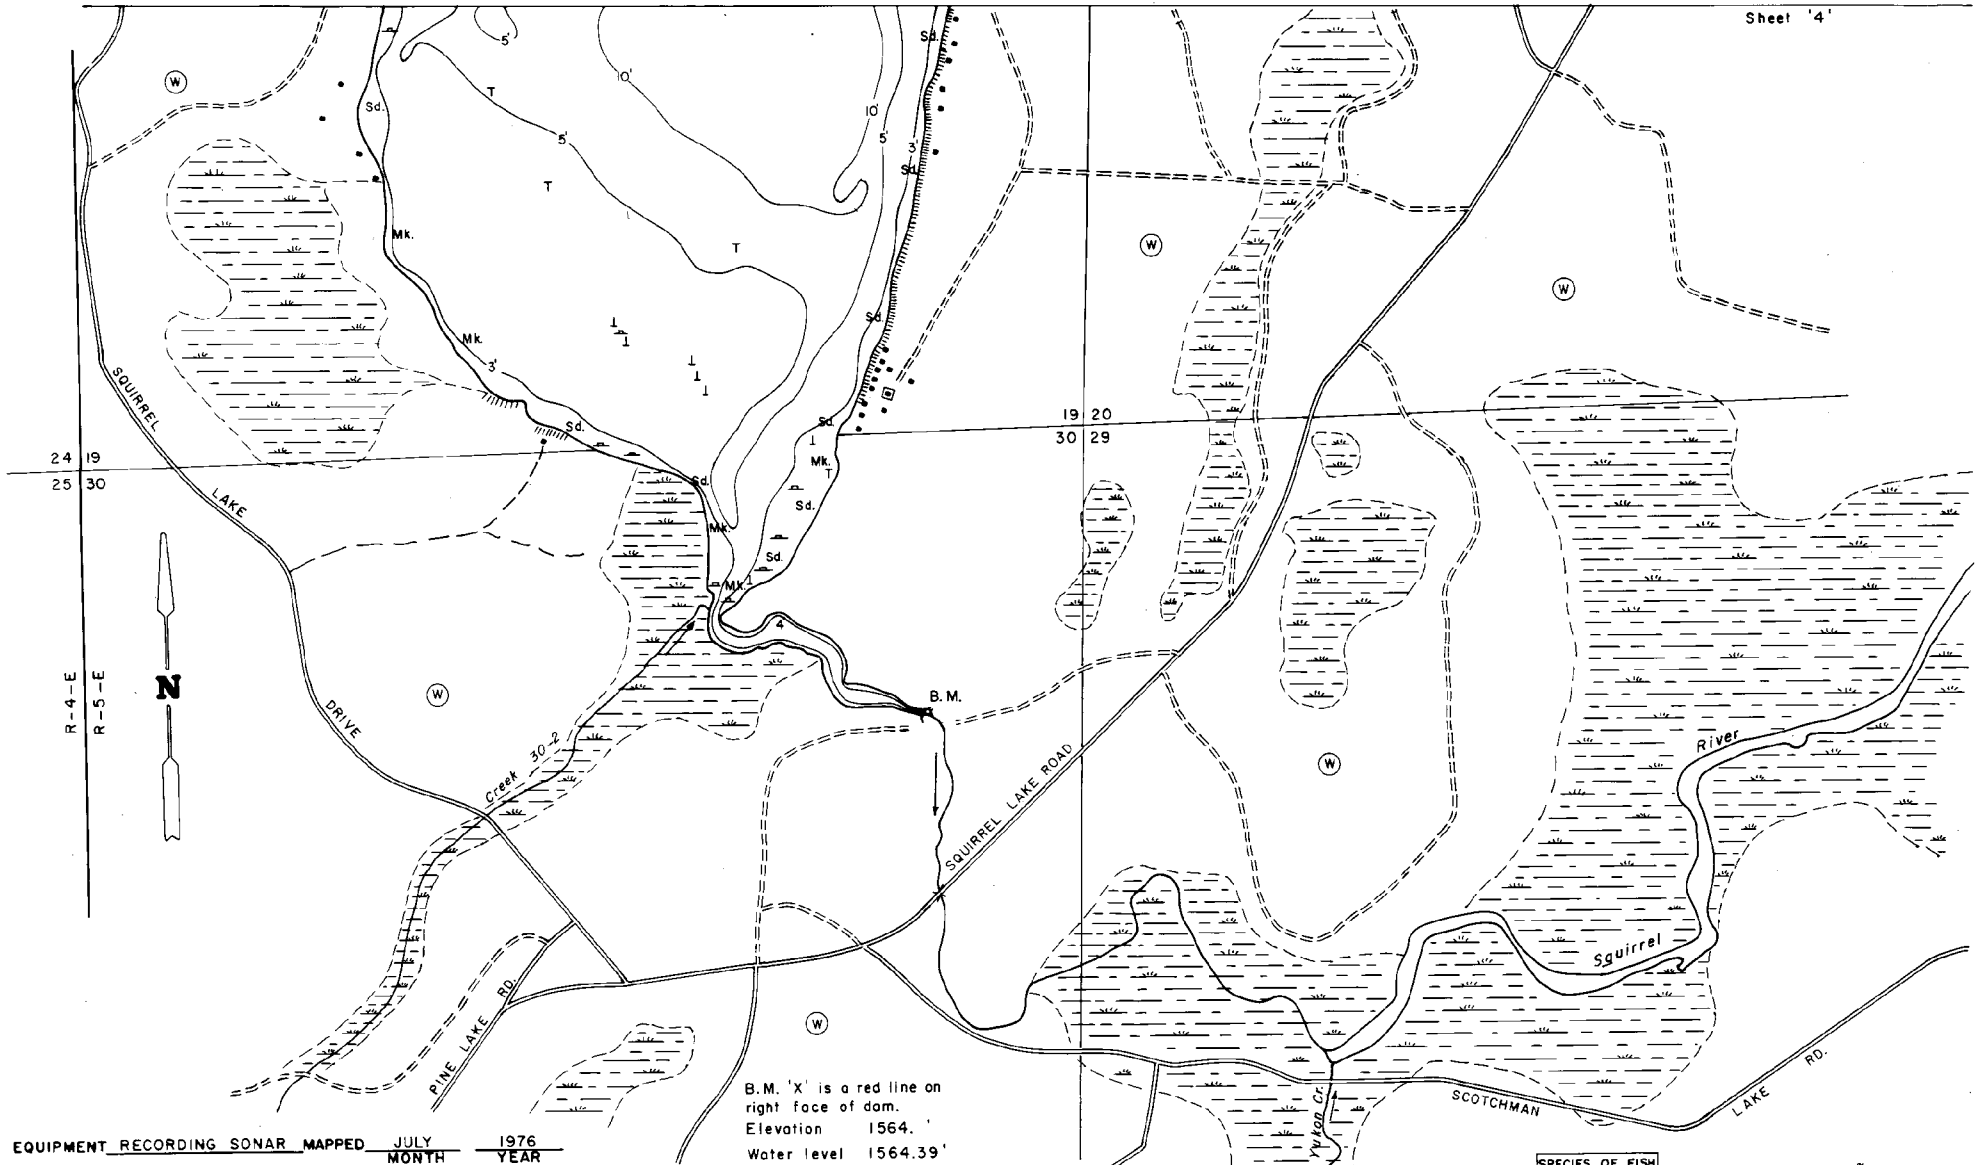 Sheet '4'
5'
10'
Sd.
W
T
Sd.
10'
5'
5'
3'
Sd.
T
Mk.
T
W
W
Sd.
Mk.
3'
SQUIRREL
19 20
30 29
Sd.
Sd.
Mk.
T
24 19
25 30
Sd.
LAKE
Sd.
Mk.
Sd.
Mk.
4
R-4-E
R-5-E
N
W
B.M.
DRIVE
Creek 30-2
River
W
SQUIRREL LAKE ROAD
Squirrel
PINE LAKE RD.
W
LAKE RD.
SCOTCHMAN
Yukon Cr.
B.M. 'X' is a red line on
right face of dam.
Elevation 1564. '
Water level 1564.39'
EQUIPMENT RECORDING SONAR MAPPED JULY 1976
MONTH YEAR
SPECIES OF FISH